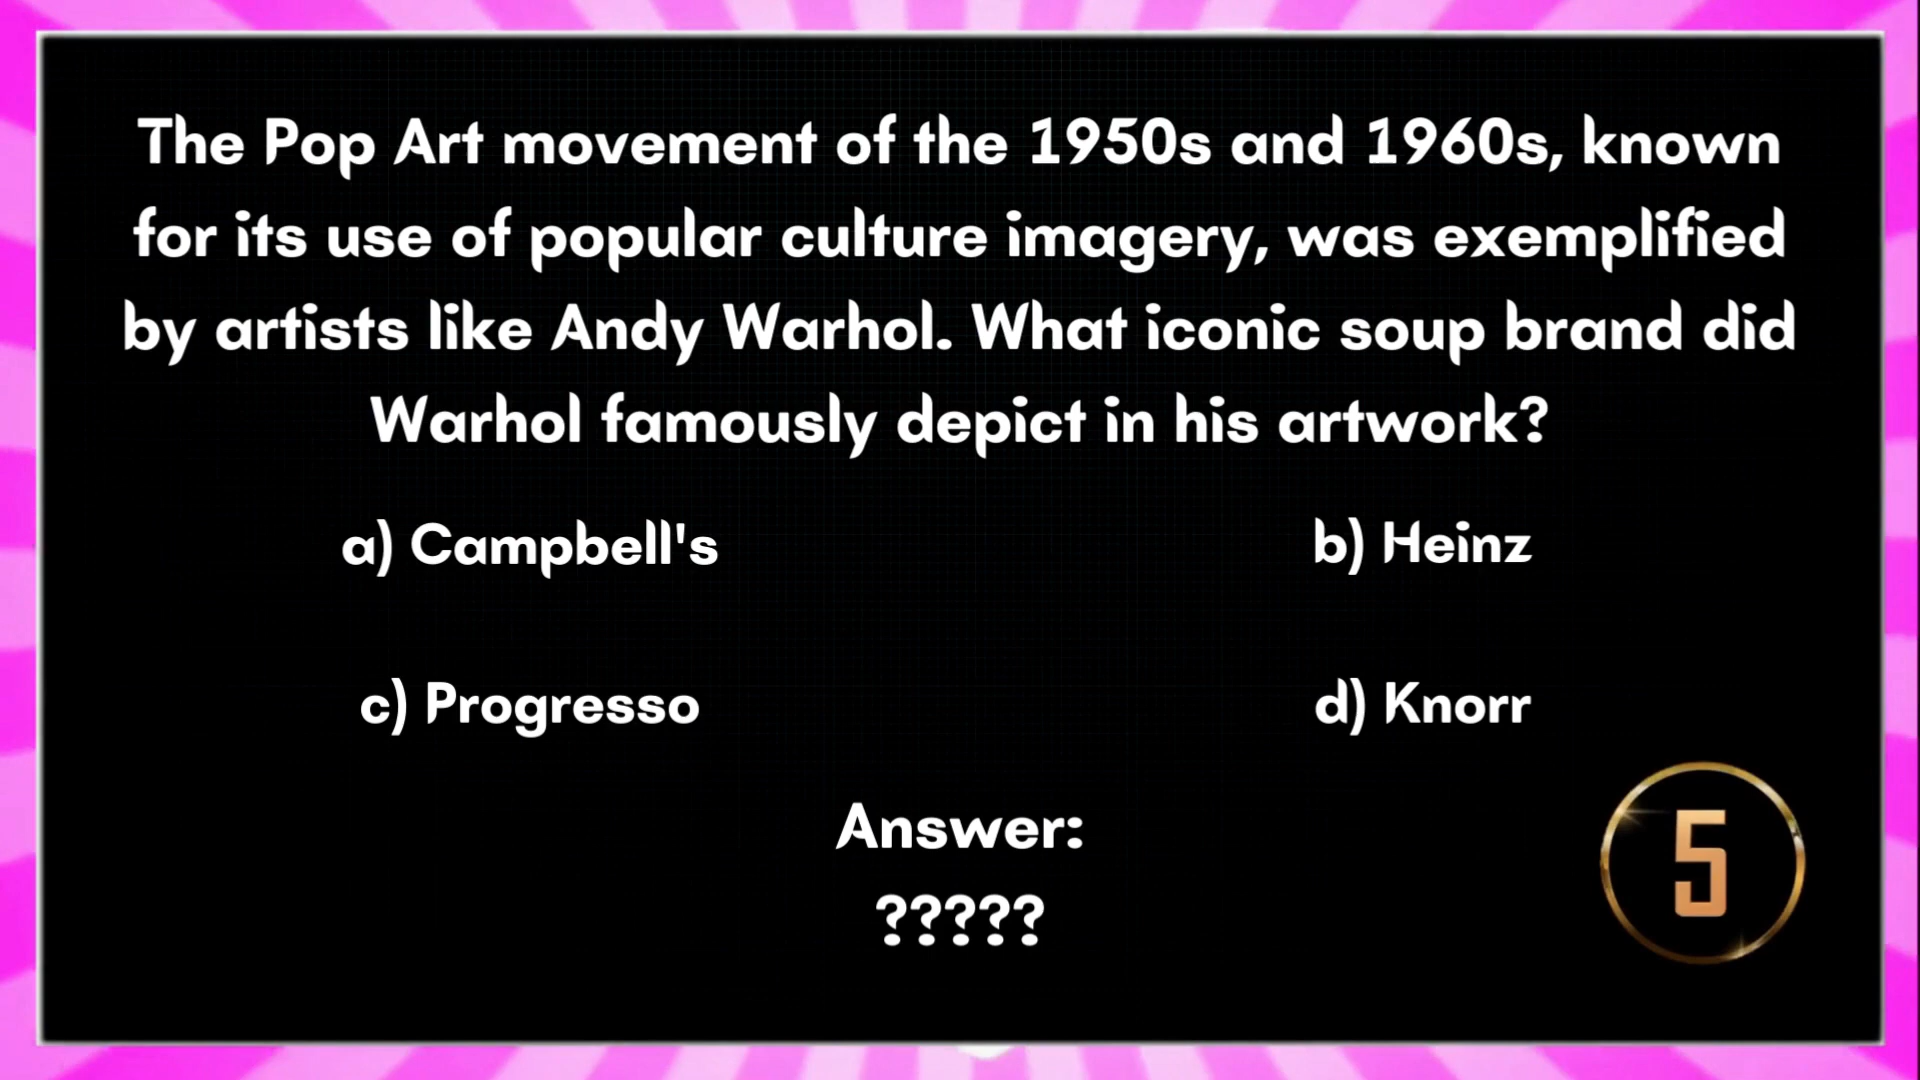 The Pop Art movement of the 1950s and 1960s, known
for its use of popular culture imagery, was exemplified
by artists like Andy Warhol. What iconic soup brand did
Warhol famously depict in his artwork?
a) Campbell's
b) Heinz
c) Progresso
d) Knorr
Answer:
?????
5